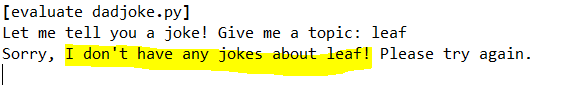 [evaluate dadjoke.py]
Let me tell you a joke! Give me a topic: leaf
Sorry, I don't have any jokes about leaf! Please try again.